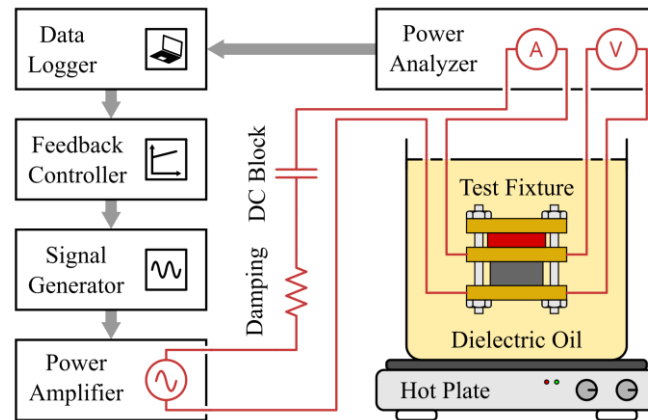 Data
Logger
Power
Analyzer
A
V
Feedback
Controller
DC Block
Test Fixture
Signal
Generator
Damping
Dielectric Oil
Power
Amplifier
Hot Plate